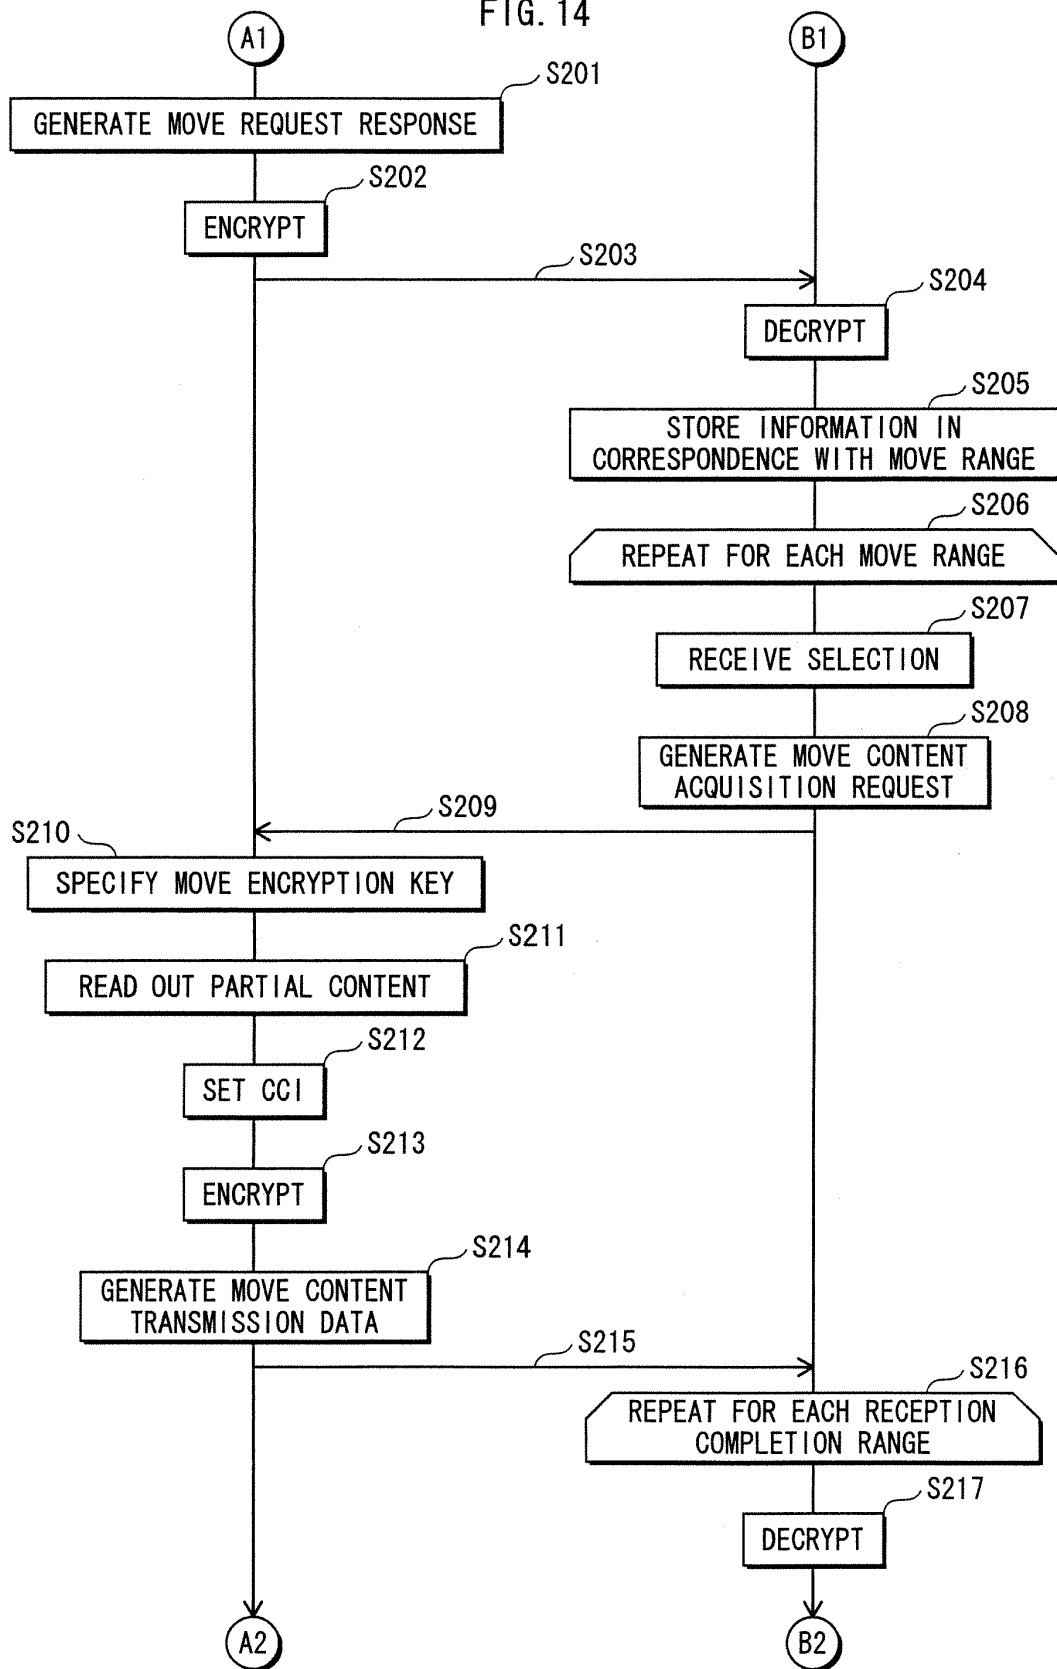 FIG. 14
A1
B1
S201
GENERATE MOVE REQUEST RESPONSE
S202
ENCRYPT
S203
S204
DECRYPT
S205
STORE INFORMATION IN
CORRESPONDENCE WITH MOVE RANGE
S206
REPEAT FOR EACH MOVE RANGE
S207
RECEIVE SELECTION
S208
GENERATE MOVE CONTENT
ACQUISITION REQUEST
S209
S210
SPECIFY MOVE ENCRYPTION KEY
S211
READ OUT PARTIAL CONTENT
S212
SET CCI
S213
ENCRYPT
S214
GENERATE MOVE CONTENT
TRANSMISSION DATA
S215
S216
REPEAT FOR EACH RECEPTION
COMPLETION RANGE
S217
DECRYPT
A2
B2